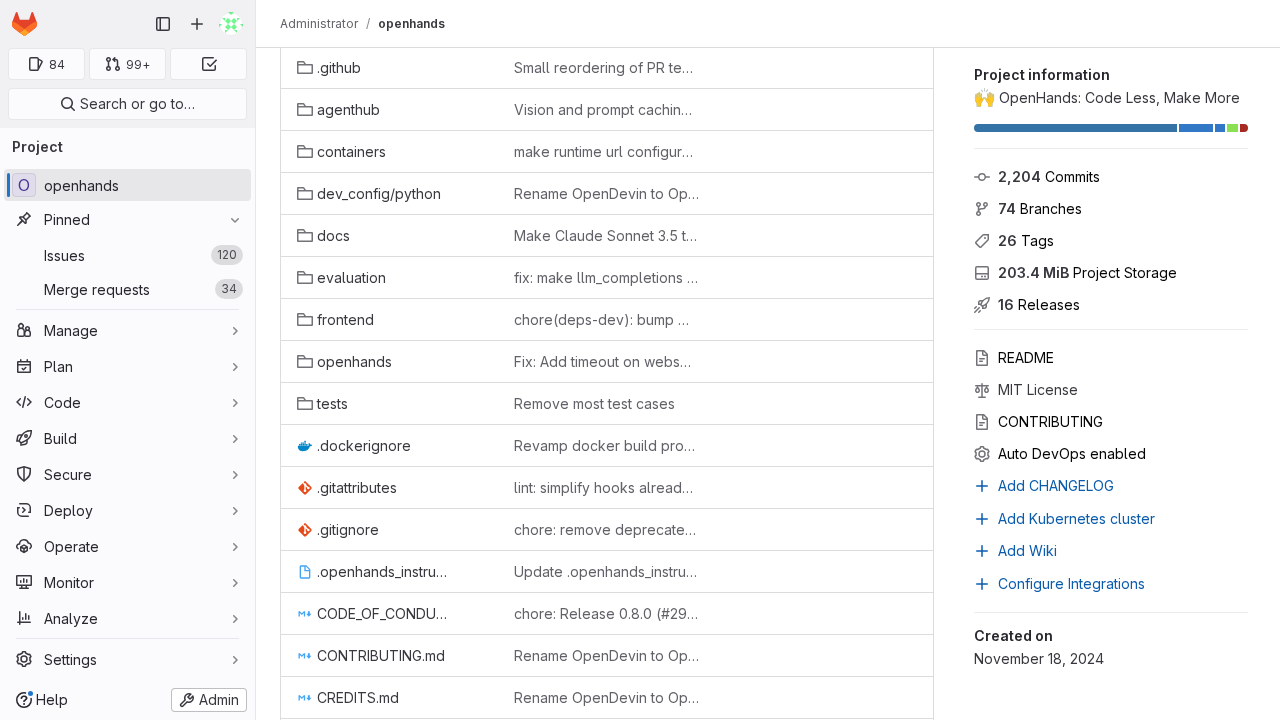 Administrator / openhands
84
99+
Search or go to…
Project
O openhands
Pinned
Issues 120
Merge requests 34
Manage
Plan
Code
Build
Secure
Deploy
Operate
Monitor
Analyze
Settings
Help
Admin
.github Small reordering of PR te…
agenthub Vision and prompt cachin…
containers make runtime url configur…
dev_config/python Rename OpenDevin to Op…
docs Make Claude Sonnet 3.5 t…
evaluation fix: make llm_completions …
frontend chore(deps-dev): bump …
openhands Fix: Add timeout on webs…
tests Remove most test cases
.dockerignore Revamp docker build pro…
.gitattributes lint: simplify hooks alread…
.gitignore chore: remove deprecate…
.openhands_instru… Update .openhands_instru…
CODE_OF_CONDU… chore: Release 0.8.0 (#29…
CONTRIBUTING.md Rename OpenDevin to Op…
CREDITS.md Rename OpenDevin to Op…
Project information
🙌 OpenHands: Code Less, Make More
2,204 Commits
74 Branches
26 Tags
203.4 MiB Project Storage
16 Releases
README
MIT License
CONTRIBUTING
Auto DevOps enabled
Add CHANGELOG
Add Kubernetes cluster
Add Wiki
Configure Integrations
Created on
November 18, 2024